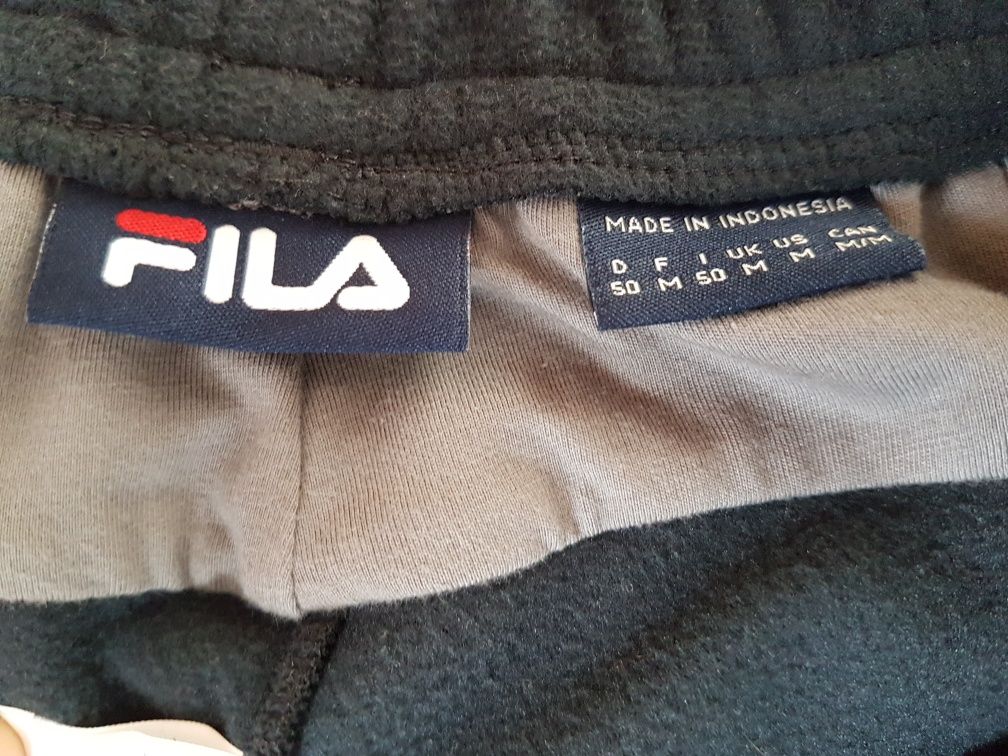 FILA
MADE IN INDONESIA
D F I UK US CAN
50 M 50 M M M/M